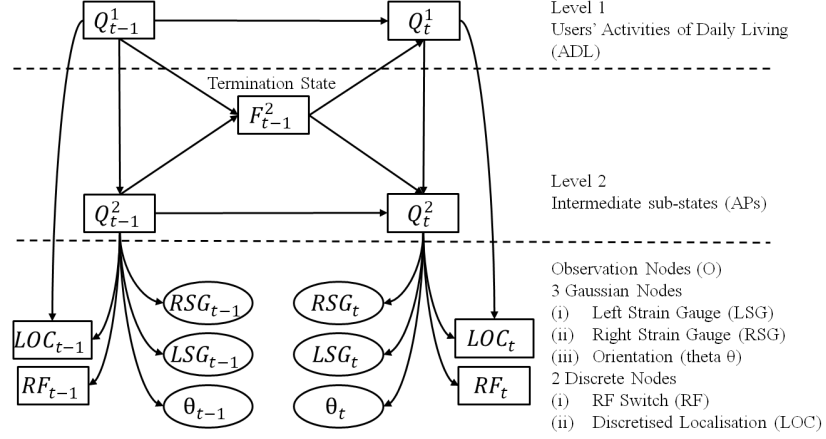 Q¹ₜ₋₁
Q¹ₜ
Level 1
Users' Activities of Daily Living
(ADL)
Termination State
F²ₜ₋₁
Q²ₜ₋₁
Q²ₜ
Level 2
Intermediate sub-states (APs)
RSGₜ₋₁
LSGₜ₋₁
θₜ₋₁
LOCₜ₋₁
RFₜ₋₁
RSGₜ
LSGₜ
θₜ
LOCₜ
RFₜ
Observation Nodes (O)
3 Gaussian Nodes
(i) Left Strain Gauge (LSG)
(ii) Right Strain Gauge (RSG)
(iii) Orientation (theta θ)
2 Discrete Nodes
(i) RF Switch (RF)
(ii) Discretised Localisation (LOC)